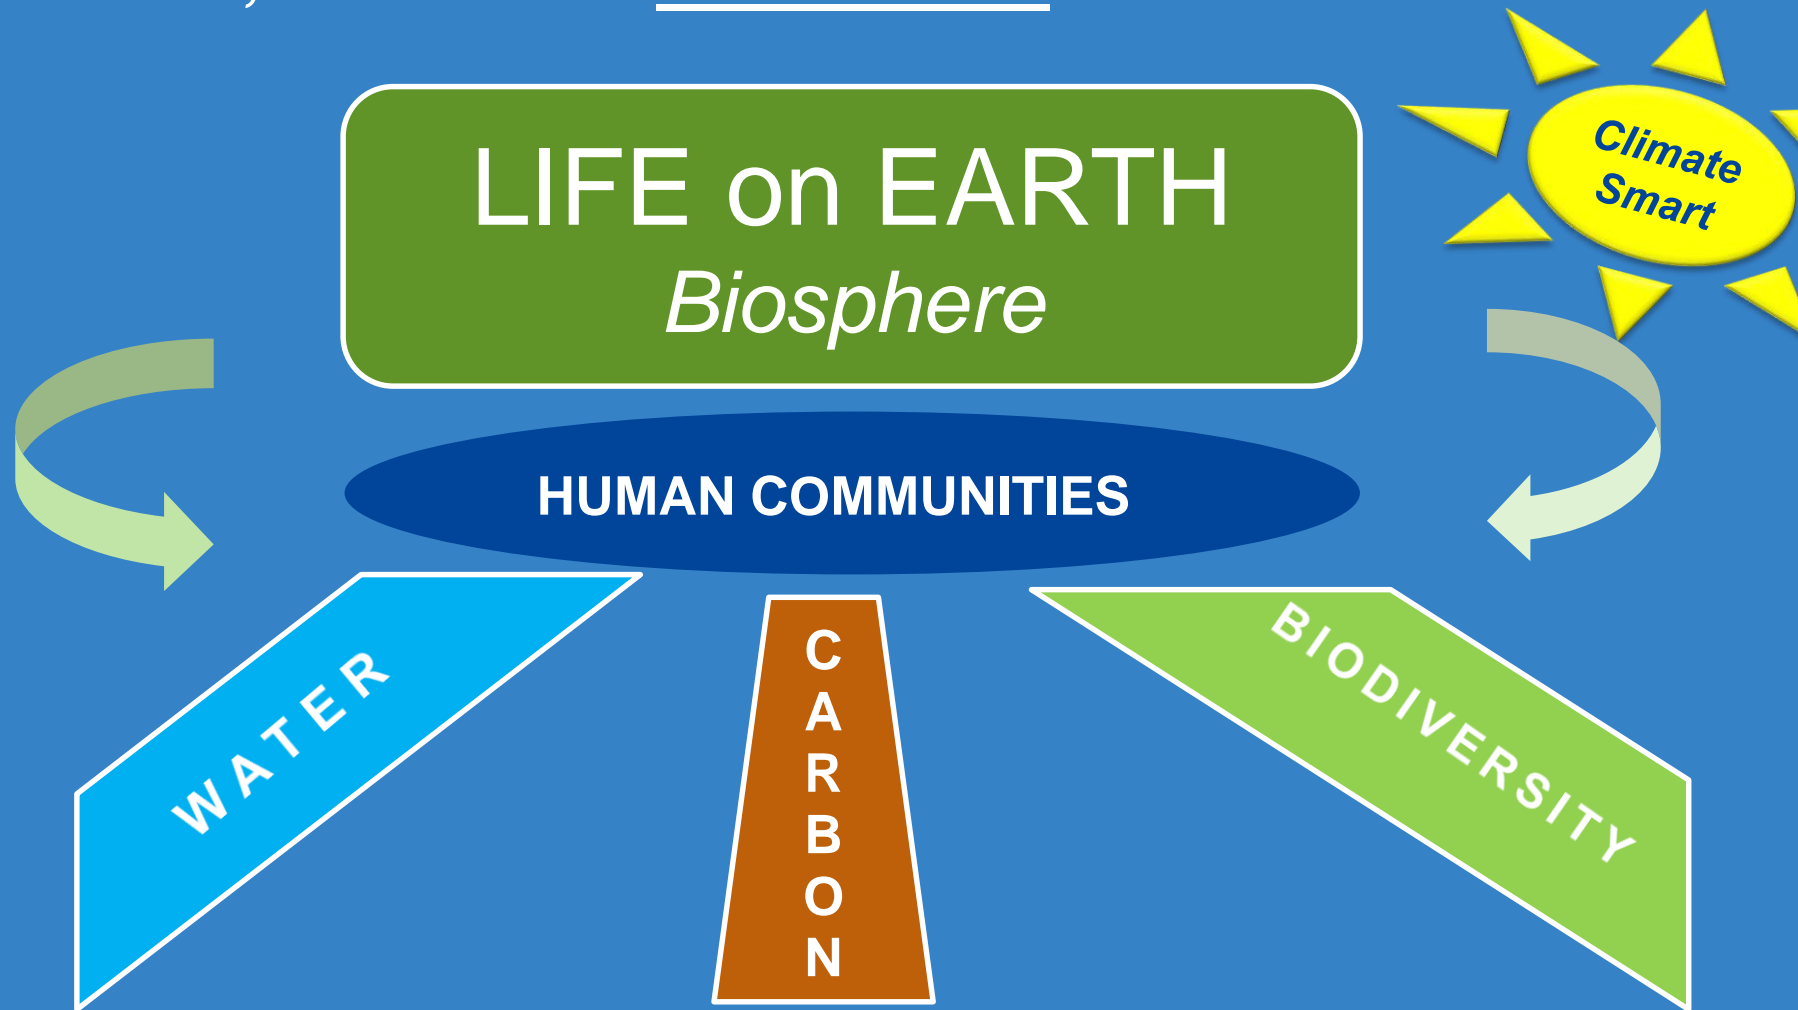 LIFE on EARTH
Biosphere
Climate
Smart
HUMAN COMMUNITIES
WATER
CARBON
BIODIVERSITY